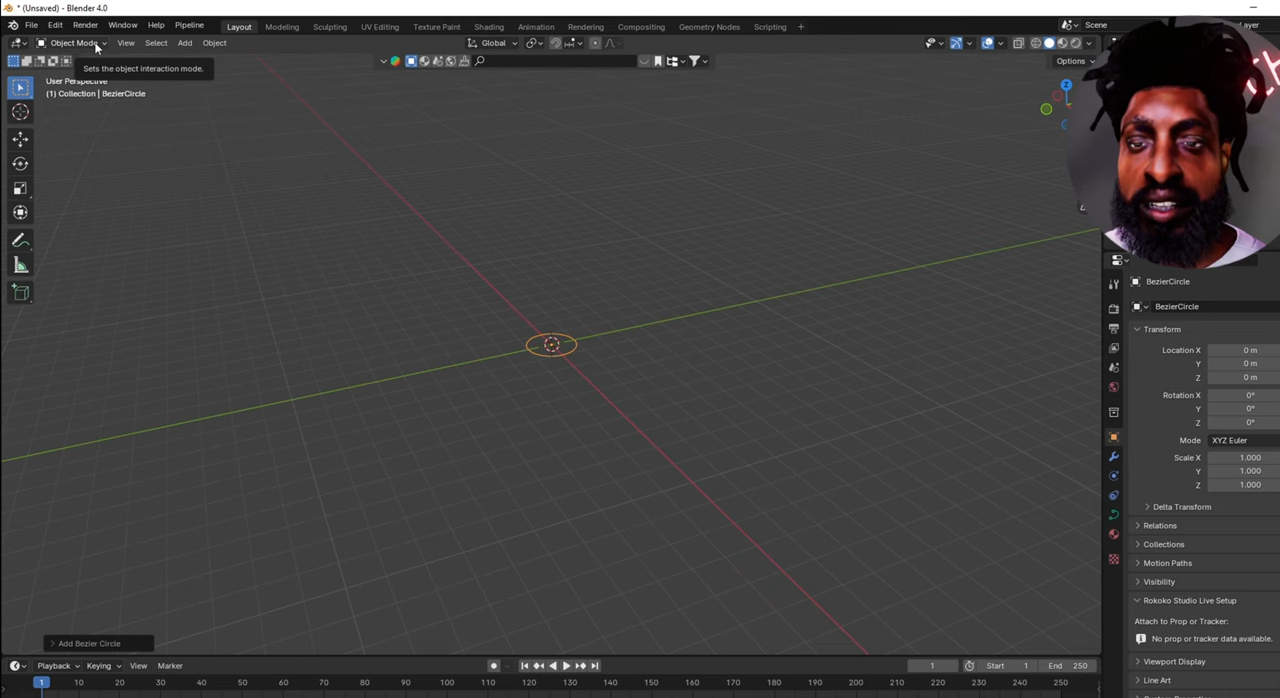 * (Unsaved) - Blender 4.0
File Edit Render Window Help Pipeline Layout Modeling Sculpting UV Editing Texture Paint Shading Animation Rendering Compositing Geometry Nodes Scripting Scene Layer
Object Mode View Select Add Object Global
Options
Sets the object interaction mode.
User Perspective
(1) Collection | BezierCircle
Z
BezierCircle
BezierCircle
Transform
Location X 0 m
Y 0 m
Z 0 m
Rotation X 0°
Y 0°
Z 0°
Mode XYZ Euler
Scale X 1.000
Y 1.000
Z 1.000
Delta Transform
Relations
Collections
Motion Paths
Visibility
Rokoko Studio Live Setup
Attach to Prop or Tracker:
No prop or tracker data available.
Viewport Display
Line Art
Add Bezier Circle
Playback Keying View Marker 1 Start 1 End 250
1 10 20 30 40 50 60 70 80 90 100 110 120 130 140 150 160 170 180 190 200 210 220 230 240 250